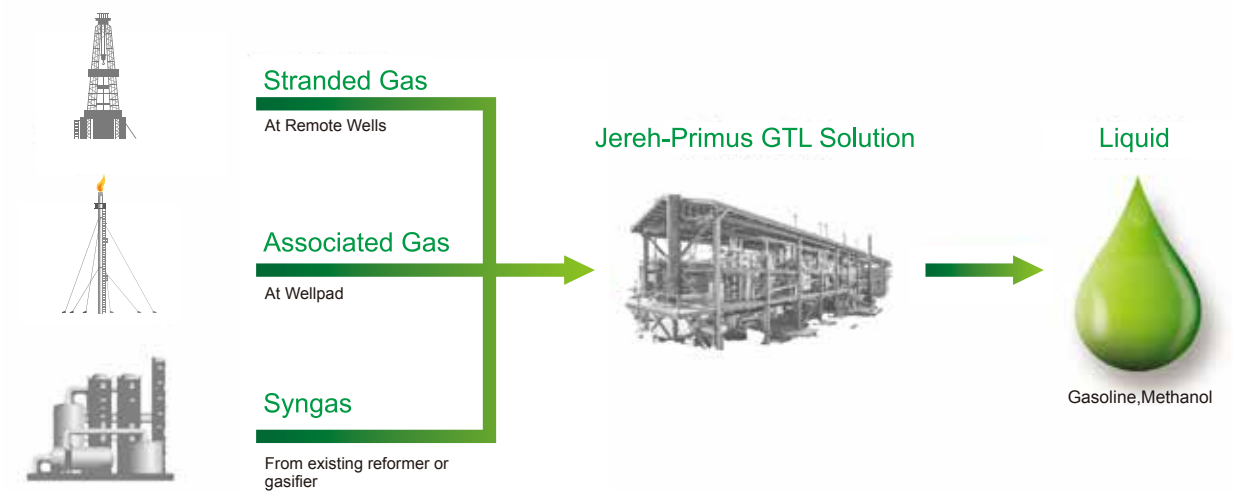 Stranded Gas
At Remote Wells
Associated Gas
At Wellpad
Syngas
From existing reformer or
gasifier
Jereh-Primus GTL Solution
Liquid
Gasoline,Methanol